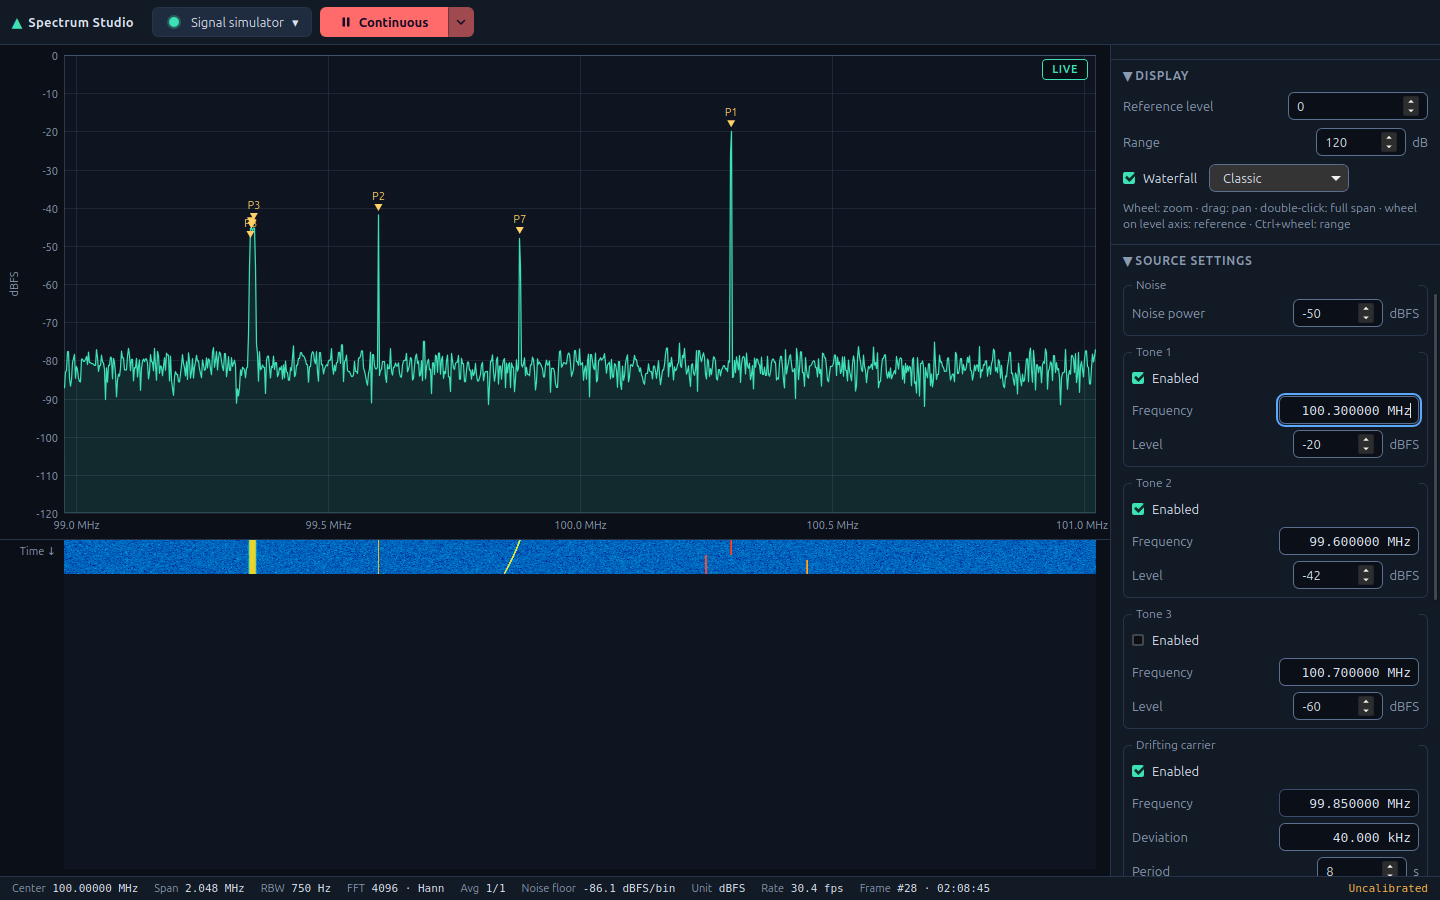 Spectrum Studio
Signal simulator
Continuous
0
-10
-20
-30
-40
-50
-60
-70
-80
-90
-100
-110
-120
dBFS
LIVE
P1
P2
P3
P7
99.0 MHz
99.5 MHz
100.0 MHz
100.5 MHz
101.0 MHz
Time ↓
DISPLAY
Reference level 0
Range 120 dB
Waterfall Classic
Wheel: zoom · drag: pan · double-click: full span · wheel
on level axis: reference · Ctrl+wheel: range
SOURCE SETTINGS
Noise
Noise power -50 dBFS
Tone 1
Enabled
Frequency 100.300000 MHz
Level -20 dBFS
Tone 2
Enabled
Frequency 99.600000 MHz
Level -42 dBFS
Tone 3
Enabled
Frequency 100.700000 MHz
Level -60 dBFS
Drifting carrier
Enabled
Frequency 99.850000 MHz
Deviation 40.000 kHz
Period 8 s
Center 100.00000 MHz Span 2.048 MHz RBW 750 Hz FFT 4096 · Hann Avg 1/1 Noise floor -86.1 dBFS/bin Unit dBFS Rate 30.4 fps Frame #28 · 02:08:45 Uncalibrated